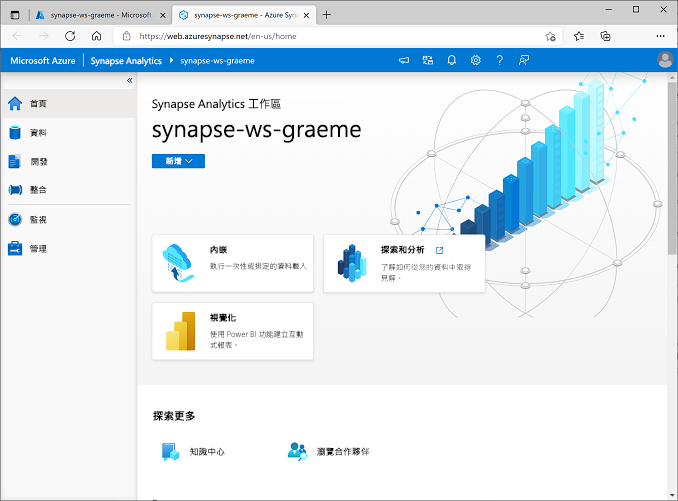 synapse-ws-graeme - Microsoft
synapse-ws-graeme - Azure Syn
https://web.azuresynapse.net/en-us/home
Microsoft Azure
Synapse Analytics
synapse-ws-graeme
首頁
資料
開發
整合
監視
管理
Synapse Analytics 工作區
synapse-ws-graeme
新增
內嵌
執行一次性或排定的資料載入
探索和分析
了解如何從您的資料中取得
見解。
視覺化
使用 Power BI 功能建立互動
式報表。
探索更多
知識中心
瀏覽合作夥伴